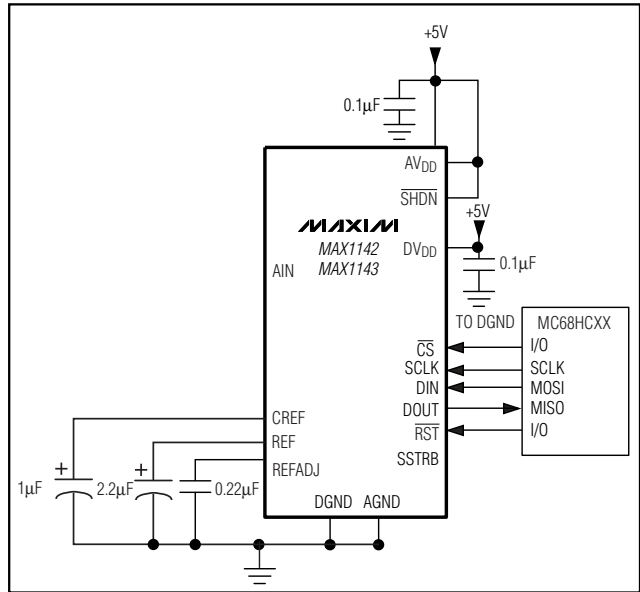 +5V
0.1µF
AVDD
SHDN
+5V
MAXIM
MAX1142
MAX1143
DVDD
AIN
0.1µF
TO DGND
MC68HCXX
CS
I/O
SCLK
SCLK
DIN
MOSI
DOUT
MISO
RST
I/O
SSTRB
CREF
REF
REFADJ
+
+
1µF
2.2µF
0.22µF
DGND
AGND